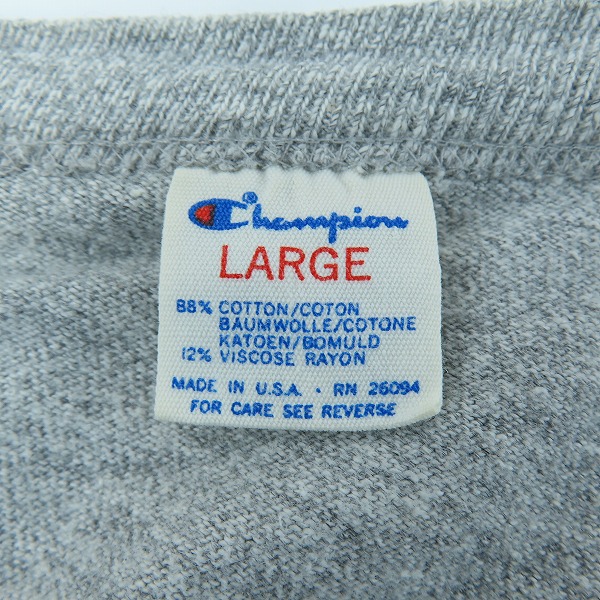 Champion
LARGE
88% COTTON/COTON
BAUMWOLLE/COTONE
KATOEN/BOMULD
12% VISCOSE RAYON
MADE IN U.S.A. · RN 26094
FOR CARE SEE REVERSE